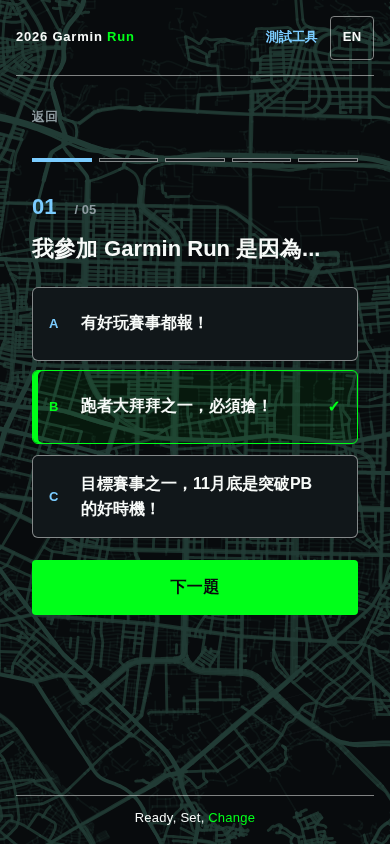 2026 Garmin Run 測試工具 EN
返回
01 / 05
我參加 Garmin Run 是因為...
A 有好玩賽事都報！
B 跑者大拜拜之一，必須搶！ ✓
C 目標賽事之一，11月底是突破PB
的好時機！
下一題
Ready, Set, Change